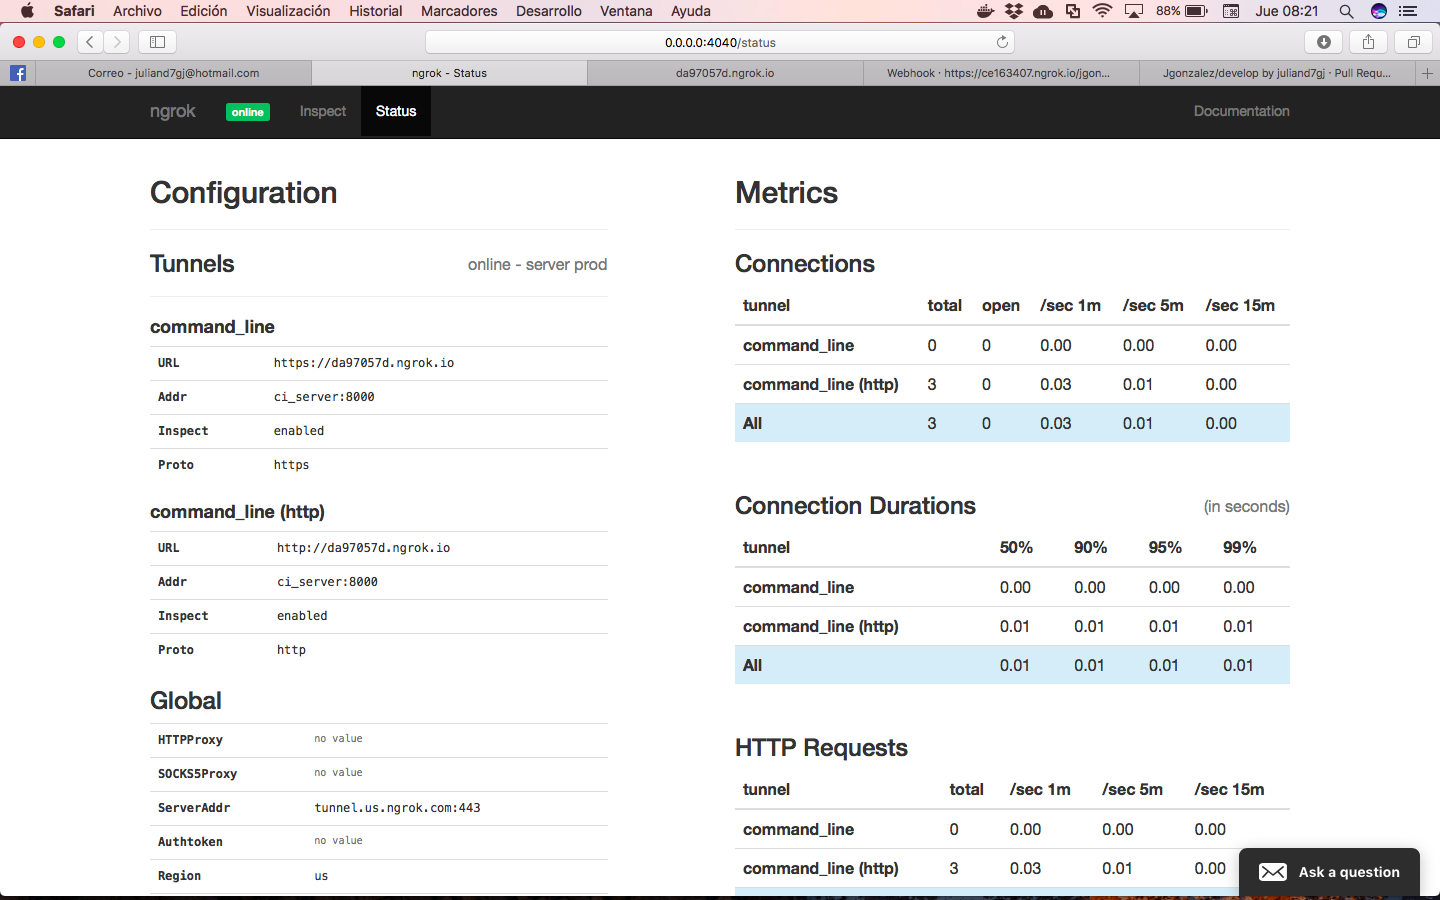 Safari Archivo Edición Visualización Historial Marcadores Desarrollo Ventana Ayuda 88% Jue 08:21
0.0.0.0:4040/status
Correo - juliand7gj@hotmail.com ngrok - Status da97057d.ngrok.io Webhook · https://ce163407.ngrok.io/jgon... Jgonzalez/develop by juliand7gj · Pull Requ...
ngrok online Inspect Status Documentation
Configuration
Tunnels online - server prod
command_line
URL https://da97057d.ngrok.io
Addr ci_server:8000
Inspect enabled
Proto https
command_line (http)
URL http://da97057d.ngrok.io
Addr ci_server:8000
Inspect enabled
Proto http
Global
HTTPProxy no value
SOCKS5Proxy no value
ServerAddr tunnel.us.ngrok.com:443
Authtoken no value
Region us
Metrics
Connections
tunnel total open /sec 1m /sec 5m /sec 15m
command_line 0 0 0.00 0.00 0.00
command_line (http) 3 0 0.03 0.01 0.00
All 3 0 0.03 0.01 0.00
Connection Durations (in seconds)
tunnel 50% 90% 95% 99%
command_line 0.00 0.00 0.00 0.00
command_line (http) 0.01 0.01 0.01 0.01
All 0.01 0.01 0.01 0.01
HTTP Requests
tunnel total /sec 1m /sec 5m /sec 15m
command_line 0 0.00 0.00 0.00
command_line (http) 3 0.03 0.01 0.00
Ask a question